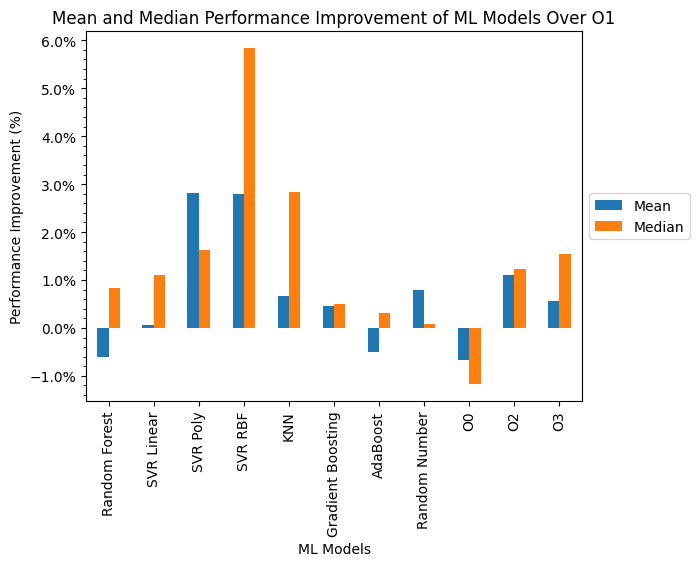 Mean and Median Performance Improvement of ML Models Over O1
Performance Improvement (%)
6.0%
5.0%
4.0%
3.0%
2.0%
1.0%
0.0%
−1.0%
Mean
Median
Random Forest
SVR Linear
SVR Poly
SVR RBF
KNN
Gradient Boosting
AdaBoost
Random Number
O0
O2
O3
ML Models